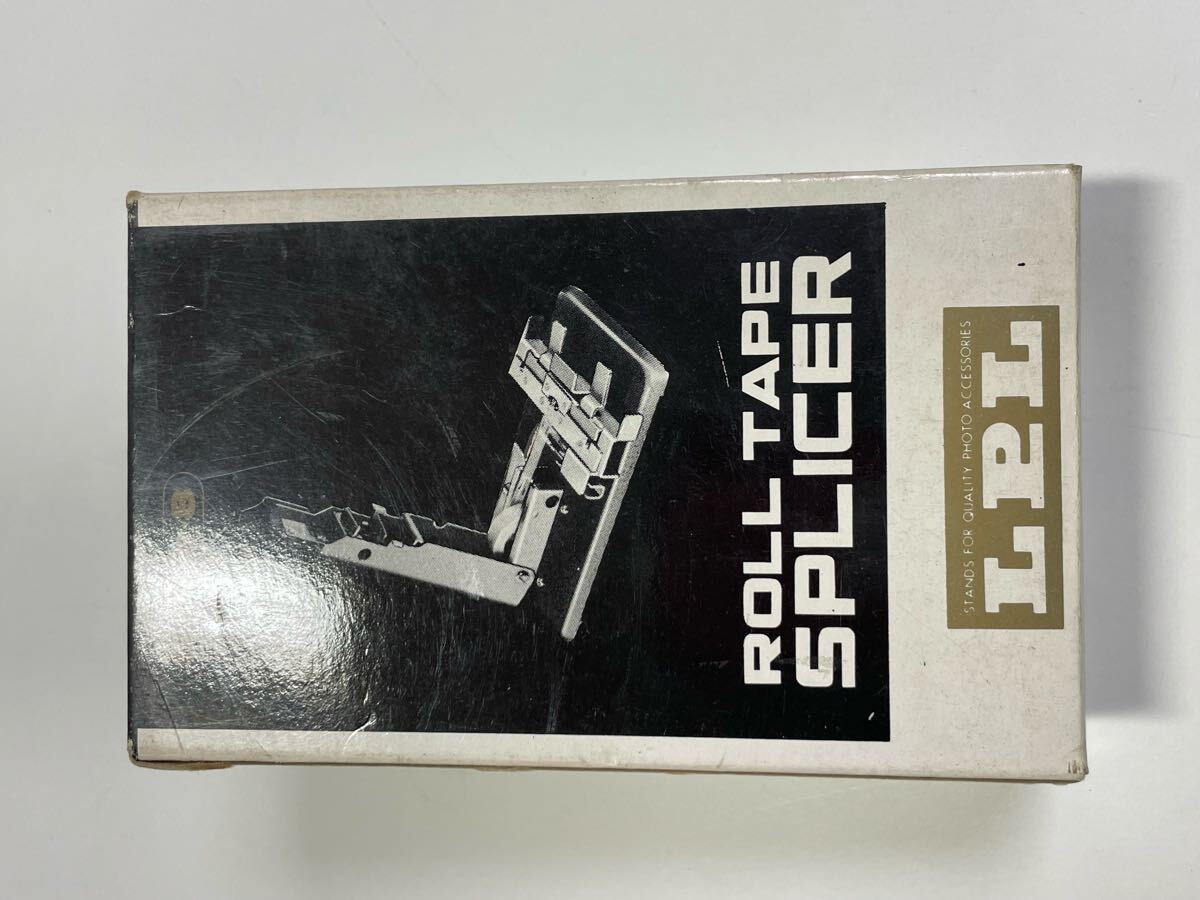 ROLL TAPE
SPLICER
STANDS FOR QUALITY PHOTO ACCESSORIES
LPL